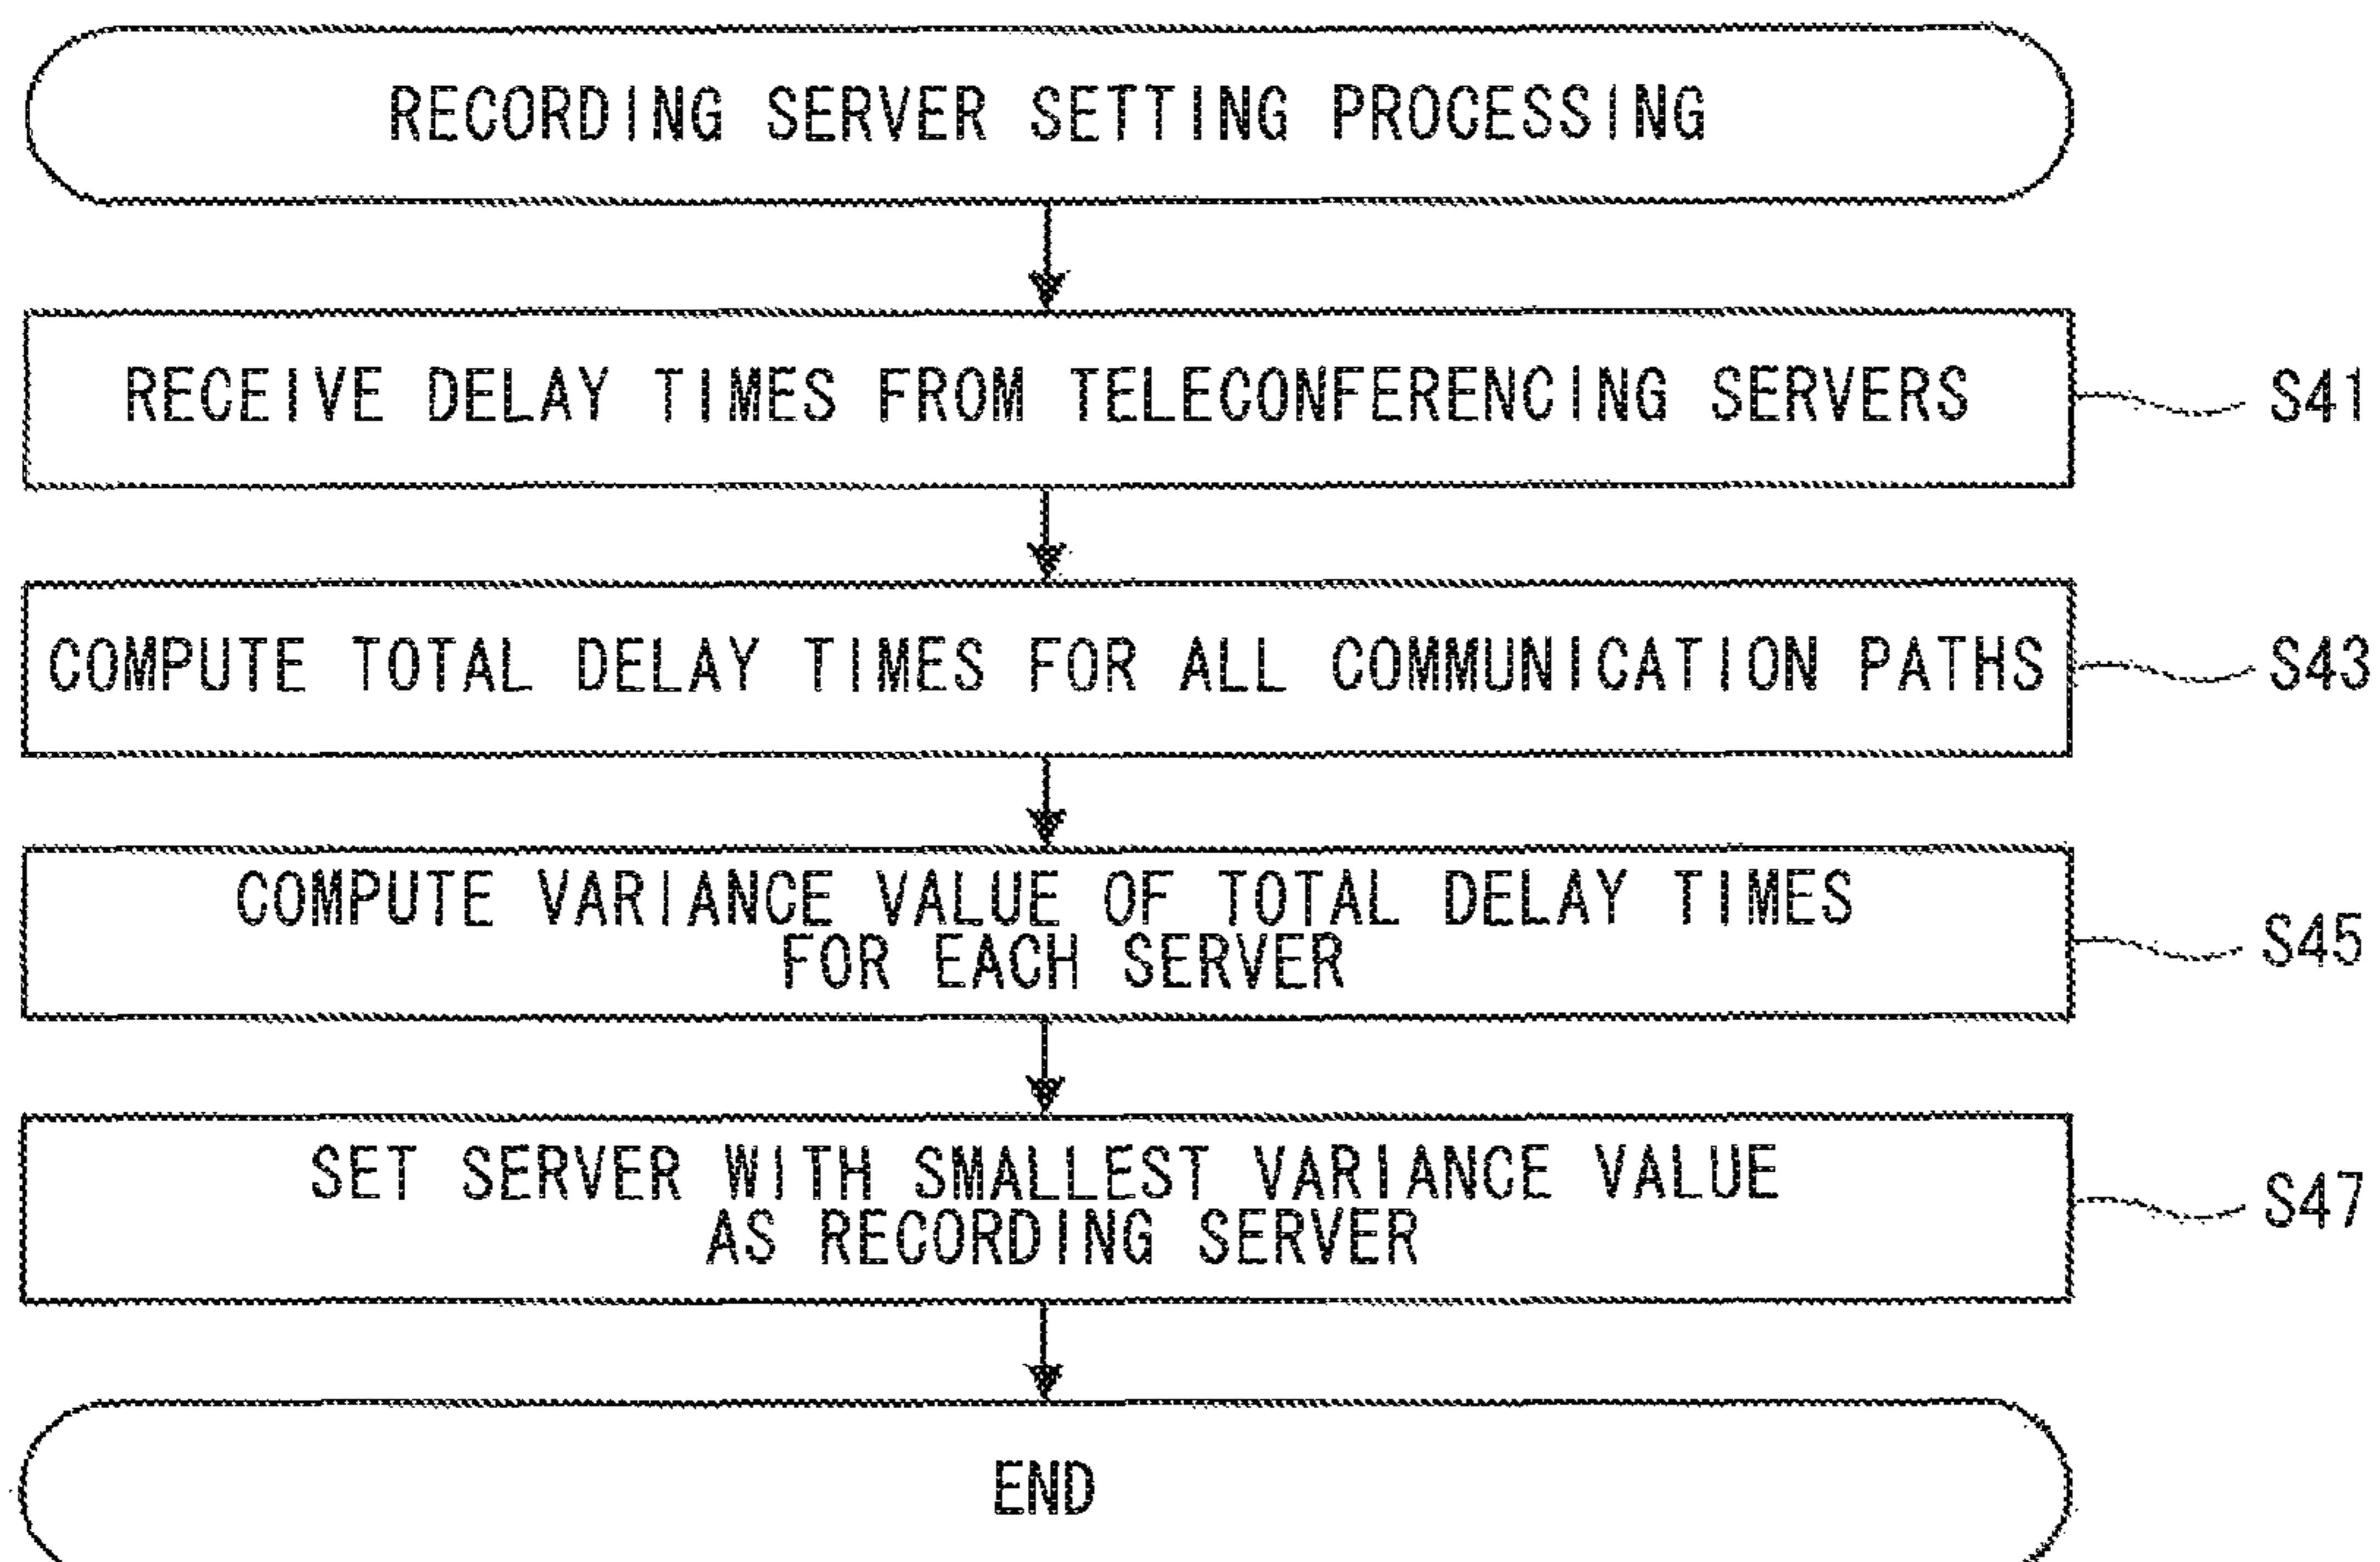 RECORDING SERVER SETTING PROCESSING
RECEIVE DELAY TIMES FROM TELECONFERENCING SERVERS
S41
COMPUTE TOTAL DELAY TIMES FOR ALL COMMUNICATION PATHS
S43
COMPUTE VARIANCE VALUE OF TOTAL DELAY TIMES
FOR EACH SERVER
S45
SET SERVER WITH SMALLEST VARIANCE VALUE
AS RECORDING SERVER
S47
END